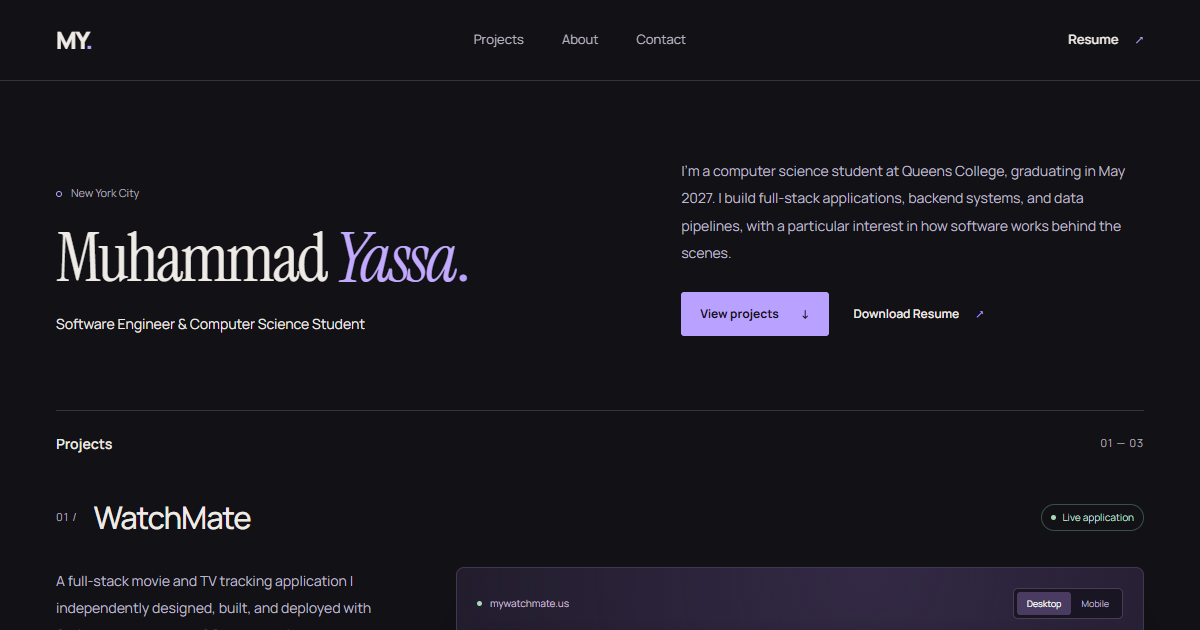 MY.
Projects About Contact
Resume ↗
New York City
Muhammad Yassa.
Software Engineer & Computer Science Student
I'm a computer science student at Queens College, graduating in May
2027. I build full-stack applications, backend systems, and data
pipelines, with a particular interest in how software works behind the
scenes.
View projects ↓
Download Resume ↗
Projects
01 — 03
01 / WatchMate
Live application
A full-stack movie and TV tracking application I
independently designed, built, and deployed with
mywatchmate.us
Desktop Mobile